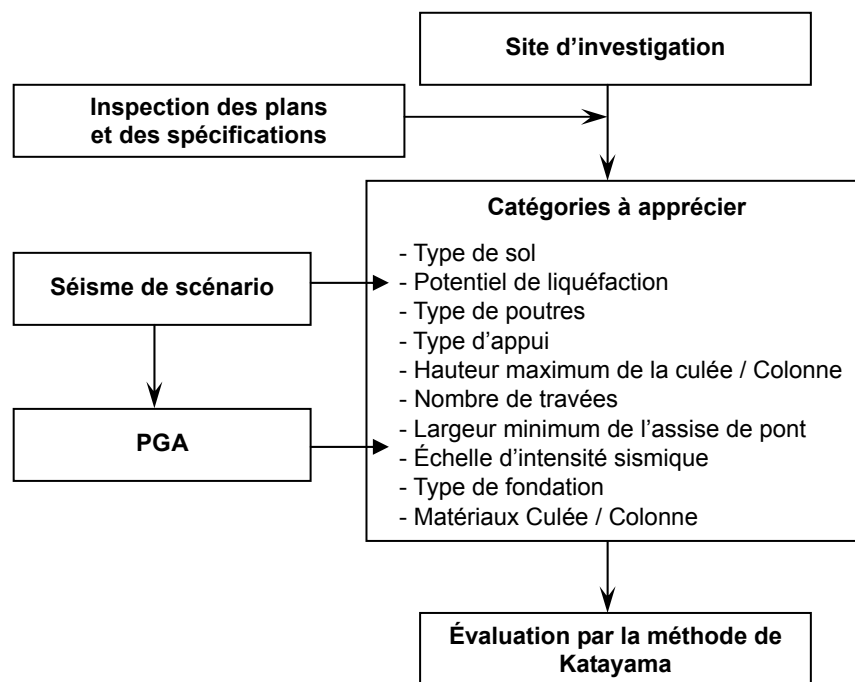 Site d’investigation
Inspection des plans
et des spécifications
Catégories à apprécier
- Type de sol
- Potentiel de liquéfaction
- Type de poutres
- Type d’appui
- Hauteur maximum de la culée / Colonne
- Nombre de travées
- Largeur minimum de l’assise de pont
- Échelle d’intensité sismique
- Type de fondation
- Matériaux Culée / Colonne
Séisme de scénario
PGA
Évaluation par la méthode de
Katayama